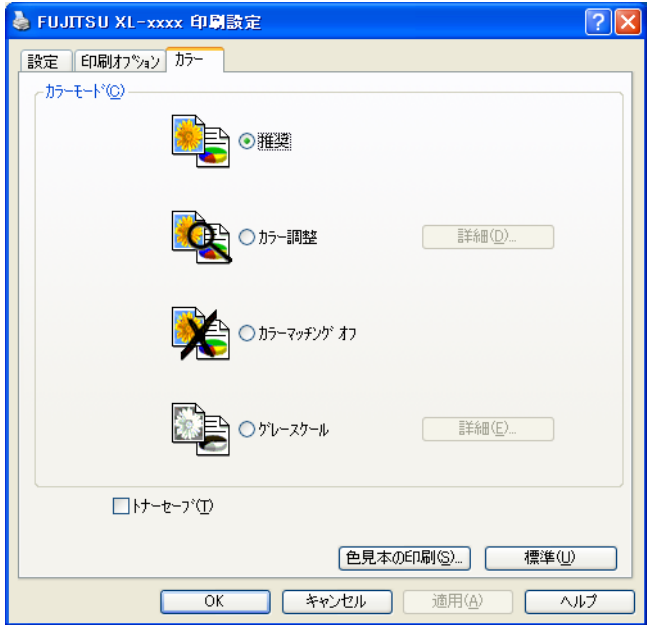 FUJITSU XL-xxxx 印刷設定
設定 印刷ｵﾌﾟｼｮﾝ ｶﾗｰ
ｶﾗｰﾓｰﾄﾞ(C)
推奨
ｶﾗｰ調整 詳細(D)...
ｶﾗｰﾏｯﾁﾝｸﾞ ｵﾌ
ｸﾞﾚｰｽｹｰﾙ 詳細(E)...
ﾄﾅｰｾｰﾌﾞ(T)
色見本の印刷(S)... 標準(U)
OK キャンセル 適用(A) ヘルプ